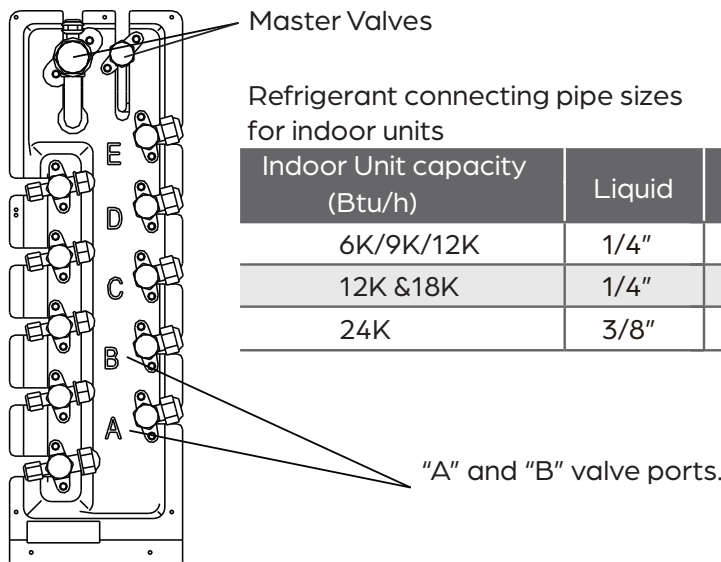 Master Valves
Refrigerant connecting pipe sizes
for indoor units
Indoor Unit capacity
(Btu/h)
Liquid
6K/9K/12K 1/4"
12K &18K 1/4"
24K 3/8"
E
D
C
B
A
"A" and "B" valve ports.